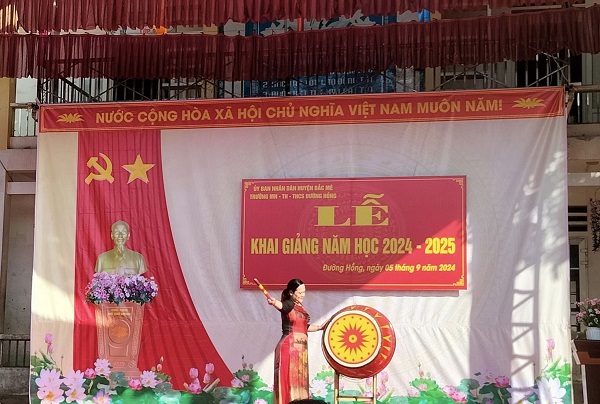 NƯỚC CỘNG HÒA XÃ HỘI CHỦ NGHĨA VIỆT NAM MUÔN NĂM!
ỦY BAN NHÂN DÂN HUYỆN BẮC MÊ
TRƯỜNG MN - TH - THCS ĐƯỜNG HỒNG
LỄ
KHAI GIẢNG NĂM HỌC 2024 - 2025
Đường Hồng, ngày 05 tháng 9 năm 2024